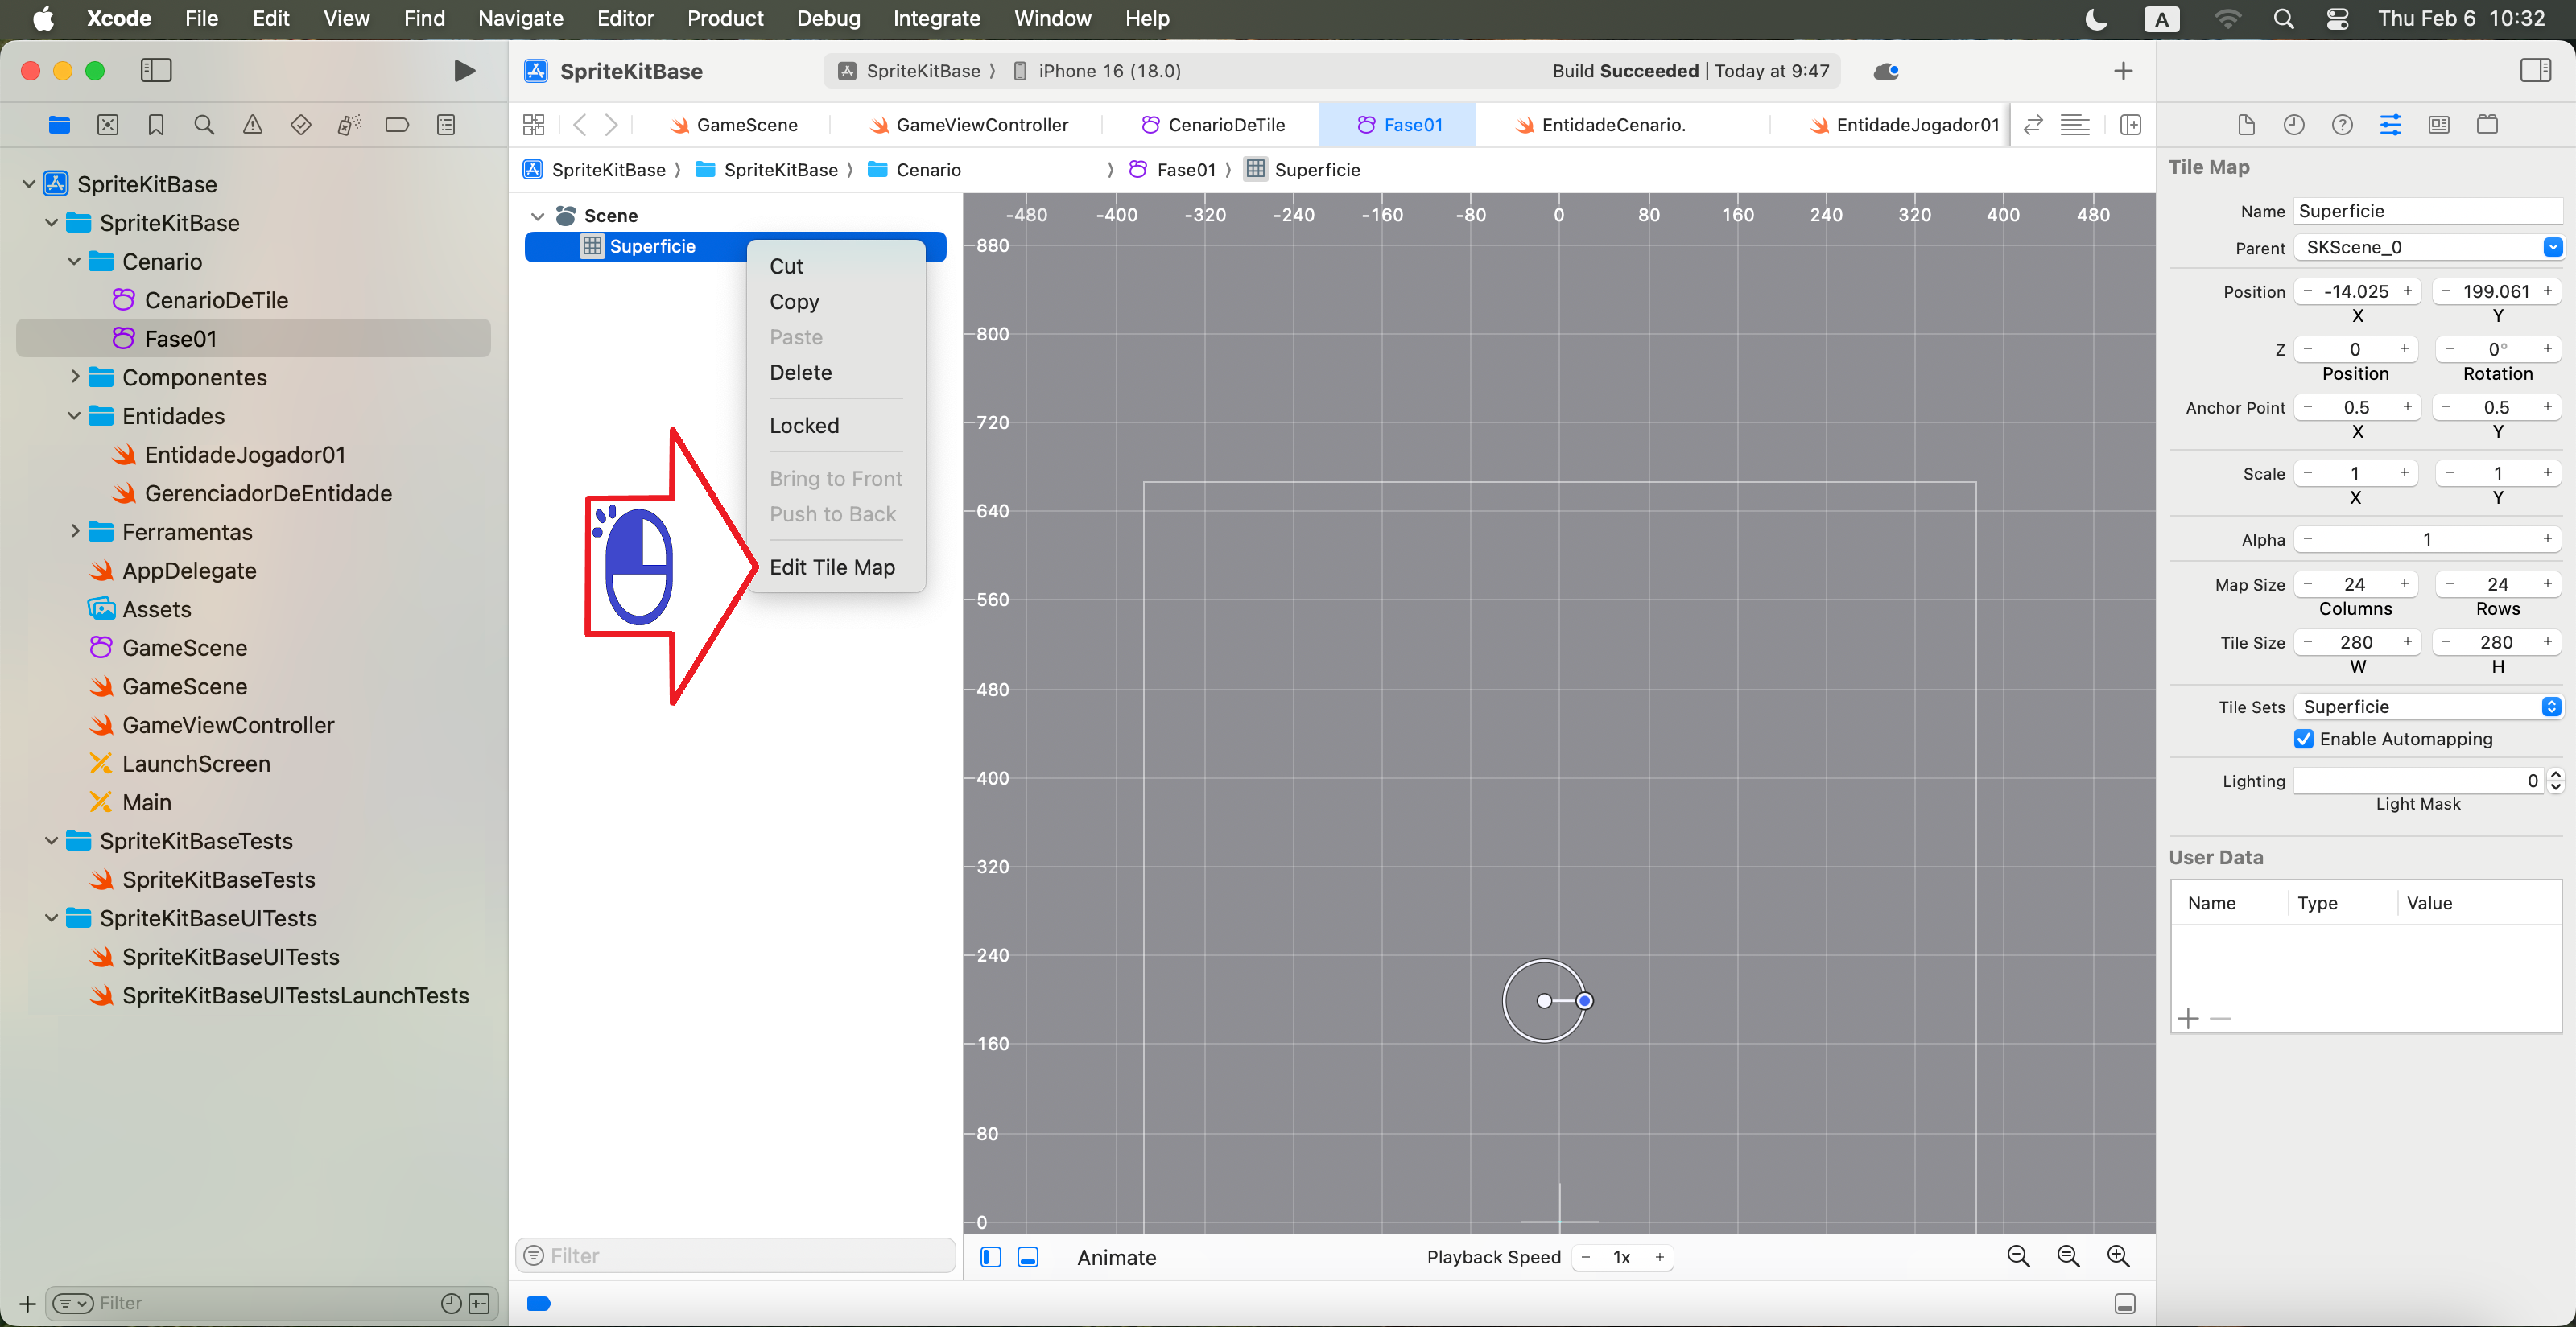 Xcode File Edit View Find Navigate Editor Product Debug Integrate Window Help A Thu Feb 6 10:32
SpriteKitBase SpriteKitBase iPhone 16 (18.0) Build Succeeded | Today at 9:47
GameScene GameViewController CenarioDeTile Fase01 EntidadeCenario. EntidadeJogador01
SpriteKitBase SpriteKitBase Cenario Fase01 Superficie
SpriteKitBase
SpriteKitBase
Cenario
CenarioDeTile
Fase01
Componentes
Entidades
EntidadeJogador01
GerenciadorDeEntidade
Ferramentas
AppDelegate
Assets
GameScene
GameScene
GameViewController
LaunchScreen
Main
SpriteKitBaseTests
SpriteKitBaseTests
SpriteKitBaseUITests
SpriteKitBaseUITests
SpriteKitBaseUITestsLaunchTests
Filter
Scene
Superficie
Cut
Copy
Paste
Delete
Locked
Bring to Front
Push to Back
Edit Tile Map
Filter
-480 -400 -320 -240 -160 -80 0 80 160 240 320 400 480
880
800
720
640
560
480
400
320
240
160
80
0
Animate Playback Speed - 1x +
Tile Map
Name Superficie
Parent SKScene_0
Position - -14.025 + - 199.061 +
X Y
Z - 0 + - 0° +
Position Rotation
Anchor Point - 0.5 + - 0.5 +
X Y
Scale - 1 + - 1 +
X Y
Alpha - 1 +
Map Size - 24 + - 24 +
Columns Rows
Tile Size - 280 + - 280 +
W H
Tile Sets Superficie
Enable Automapping
Lighting 0
Light Mask
User Data
Name Type Value